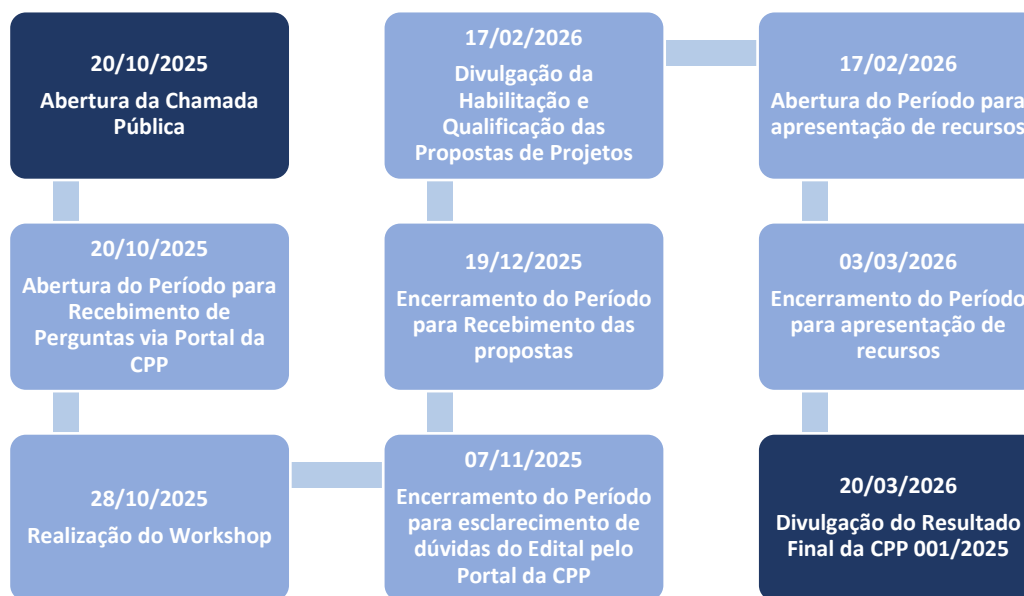 20/10/2025
Abertura da Chamada
Pública
20/10/2025
Abertura do Período para
Recebimento de
Perguntas via Portal da
CPP
28/10/2025
Realização do Workshop
07/11/2025
Encerramento do Período
para esclarecimento de
dúvidas do Edital pelo
Portal da CPP
19/12/2025
Encerramento do Período
para Recebimento das
propostas
17/02/2026
Divulgação da
Habilitação e
Qualificação das
Propostas de Projetos
17/02/2026
Abertura do Período para
apresentação de recursos
03/03/2026
Encerramento do Período
para apresentação de
recursos
20/03/2026
Divulgação do Resultado
Final da CPP 001/2025